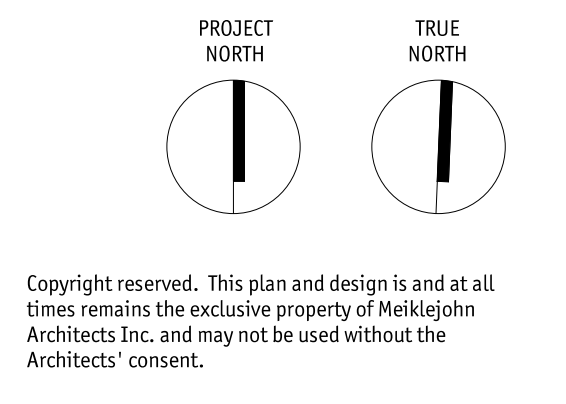 PROJECT NORTH
TRUE NORTH
Copyright reserved.  This plan and design is and at all
times remains the exclusive property of Meiklejohn
Architects Inc. and may not be used without the
Architects' consent.